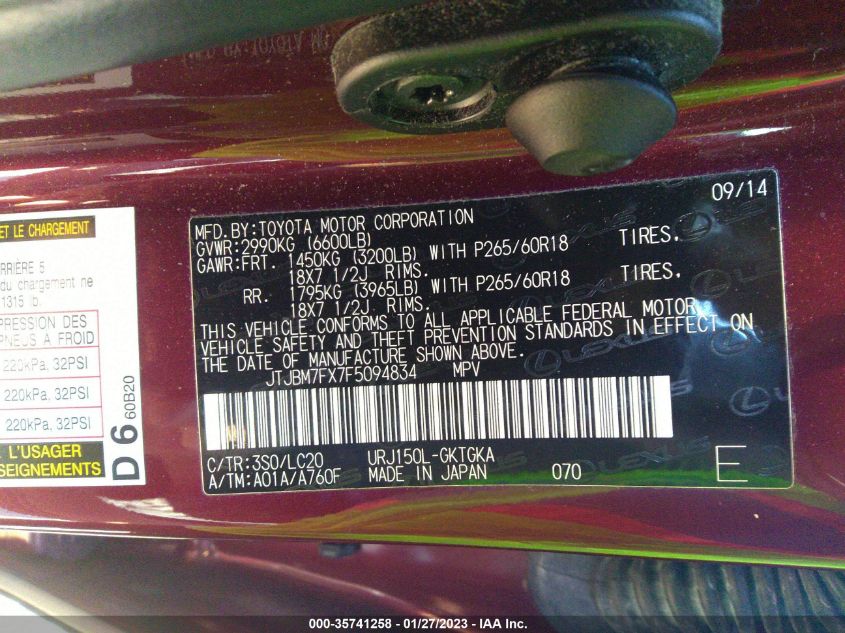 ET LE CHARGEMENT
RRIÈRE 5
du chargement ne
1315 lb.
PRESSION DES
PNEUS À FROID
220kPa, 32PSI
220kPa, 32PSI
220kPa, 32PSI
L'USAGER
SEIGNEMENTS
D6 60B20
09/14
MFD.BY:TOYOTA MOTOR CORPORATION
GVWR:2990KG (6600LB)
GAWR:FRT. 1450KG (3200LB) WITH P265/60R18 TIRES,
18X7 1/2J RIMS.
RR. 1795KG (3965LB) WITH P265/60R18 TIRES,
18X7 1/2J RIMS.
THIS VEHICLE CONFORMS TO ALL APPLICABLE FEDERAL MOTOR
VEHICLE SAFETY AND THEFT PREVENTION STANDARDS IN EFFECT ON
THE DATE OF MANUFACTURE SHOWN ABOVE.
JTJBM7FX7F5094834 MPV
C/TR:3S0/LC20 URJ150L-GKTGKA
A/TM:A01A/A760F MADE IN JAPAN 070 E
LEXUS
000-35741258 - 01/27/2023 - IAA Inc.